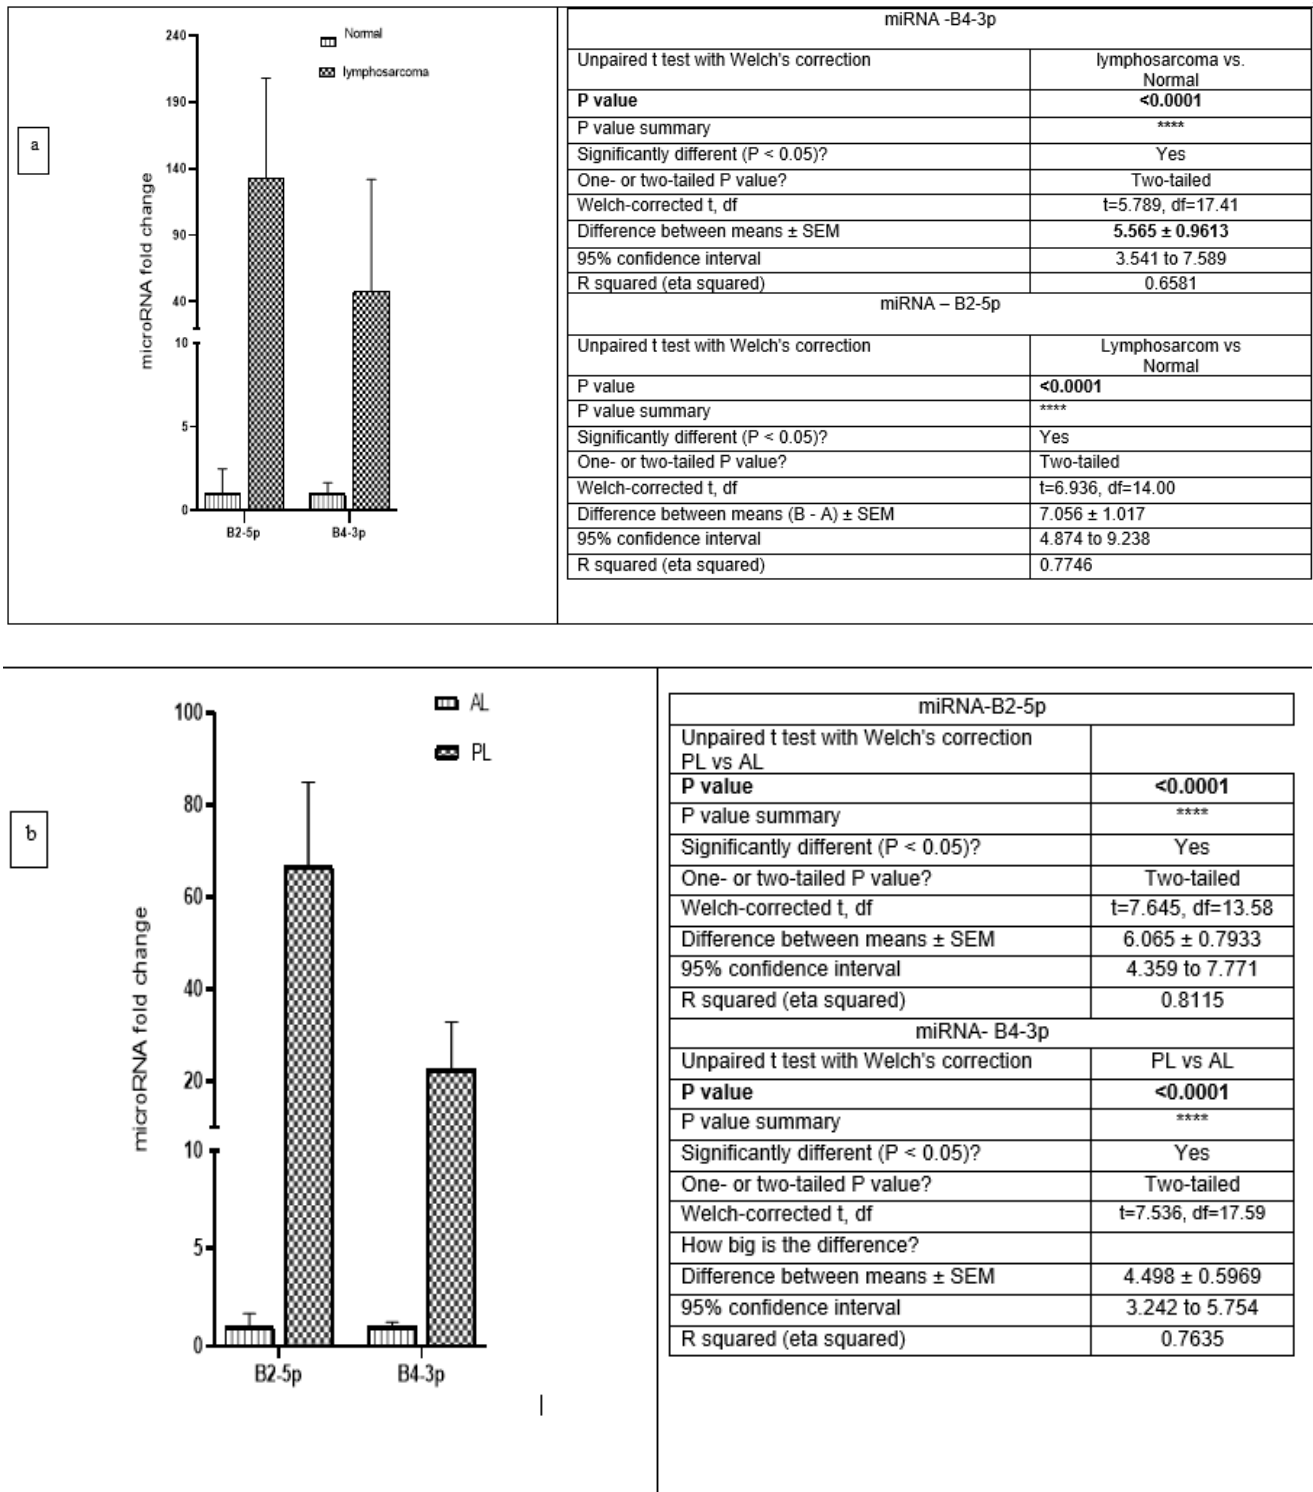 a
240
190
140
90
40
10
5
0
microRNA fold change
Normal
lymphosarcoma
B2-5p B4-3p
miRNA -B4-3p
Unpaired t test with Welch's correction lymphosarcoma vs.
Normal
P value <0.0001
P value summary ****
Significantly different (P < 0.05)? Yes
One- or two-tailed P value? Two-tailed
Welch-corrected t, df t=5.789, df=17.41
Difference between means ± SEM 5.565 ± 0.9613
95% confidence interval 3.541 to 7.589
R squared (eta squared) 0.6581
miRNA – B2-5p
Unpaired t test with Welch's correction Lymphosarcom vs
Normal
P value <0.0001
P value summary ****
Significantly different (P < 0.05)? Yes
One- or two-tailed P value? Two-tailed
Welch-corrected t, df t=6.936, df=14.00
Difference between means (B - A) ± SEM 7.056 ± 1.017
95% confidence interval 4.874 to 9.238
R squared (eta squared) 0.7746
b
100
80
60
40
20
10
5
0
microRNA fold change
AL
PL
B2-5p B4-3p
miRNA-B2-5p
Unpaired t test with Welch's correction
PL vs AL
P value <0.0001
P value summary ****
Significantly different (P < 0.05)? Yes
One- or two-tailed P value? Two-tailed
Welch-corrected t, df t=7.645, df=13.58
Difference between means ± SEM 6.065 ± 0.7933
95% confidence interval 4.359 to 7.771
R squared (eta squared) 0.8115
miRNA- B4-3p
Unpaired t test with Welch's correction PL vs AL
P value <0.0001
P value summary ****
Significantly different (P < 0.05)? Yes
One- or two-tailed P value? Two-tailed
Welch-corrected t, df t=7.536, df=17.59
How big is the difference?
Difference between means ± SEM 4.498 ± 0.5969
95% confidence interval 3.242 to 5.754
R squared (eta squared) 0.7635